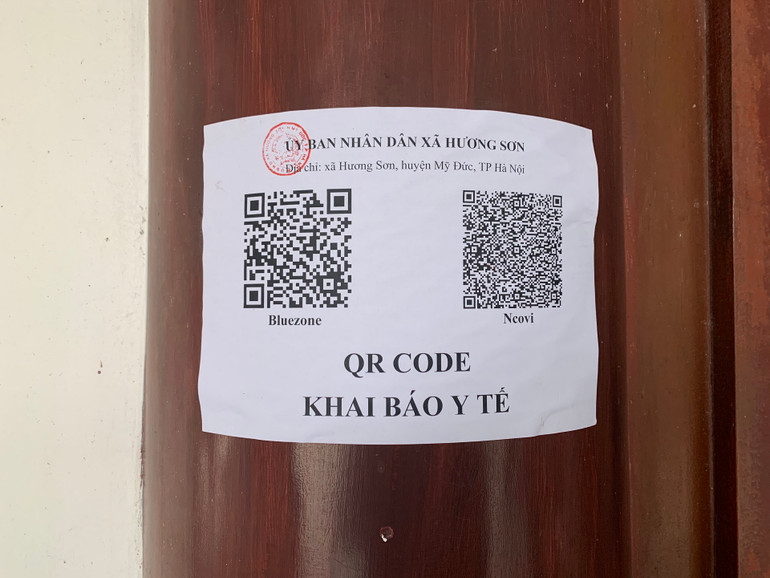 ỦY BAN NHÂN DÂN XÃ HƯƠNG SƠN
Địa chỉ: xã Hương Sơn, huyện Mỹ Đức, TP Hà Nội
Bluezone
Ncovi
QR CODE
KHAI BÁO Y TẾ